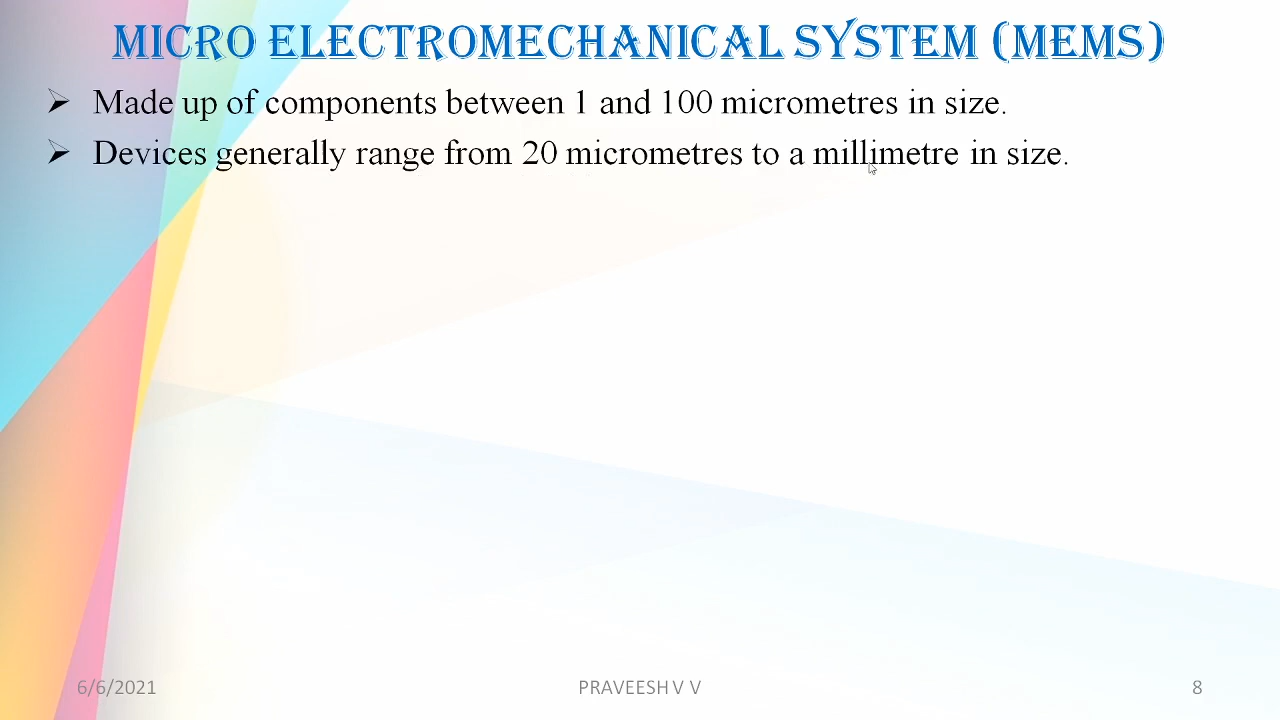 MICRO ELECTROMECHANICAL SYSTEM (MEMS)
➢ Made up of components between 1 and 100 micrometres in size.
➢ Devices generally range from 20 micrometres to a millimetre in size.
6/6/2021 PRAVEESH V V 8